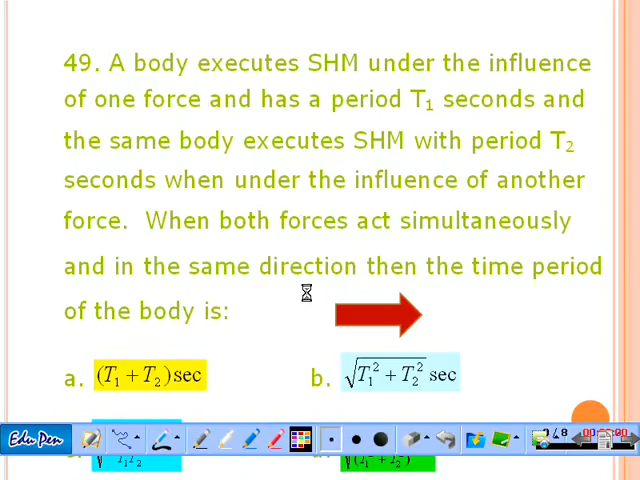 49. A body executes SHM under the influence
of one force and has a period T₁ seconds and
the same body executes SHM with period T₂
seconds when under the influence of another
force. When both forces act simultaneously
and in the same direction then the time period
of the body is:
a. (T₁ + T₂) sec b. √(T₁² + T₂²) sec
Edu Pen
/ 8
T₁T₂